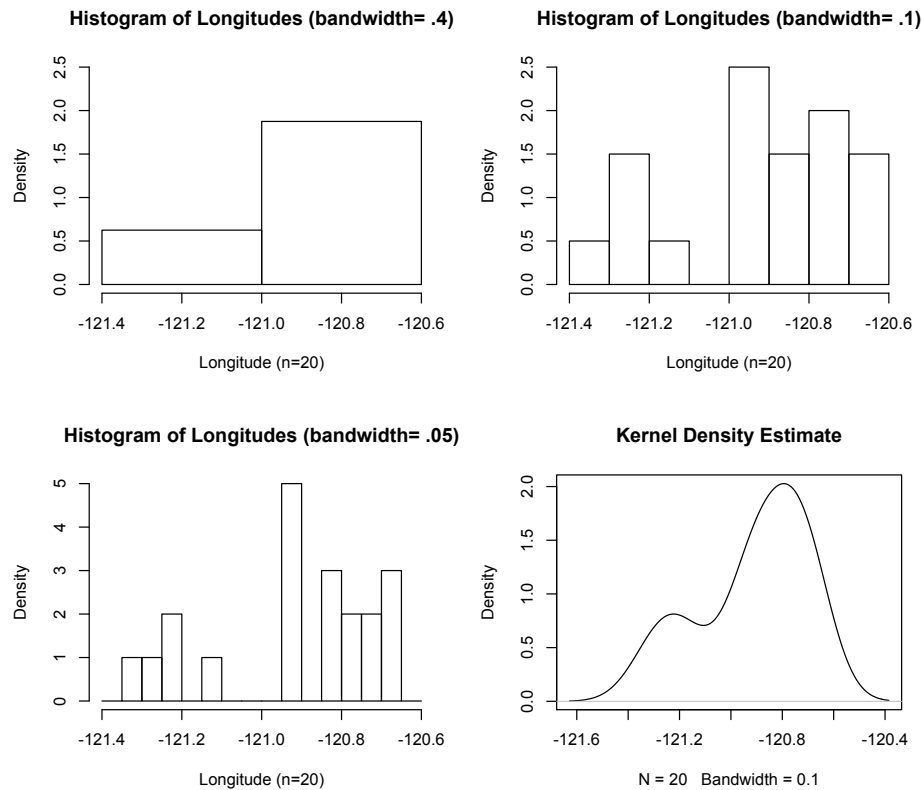 Histogram of Longitudes (bandwidth= .4)
Density
2.5
2.0
1.5
1.0
0.5
0.0
-121.4 -121.2 -121.0 -120.8 -120.6
Longitude (n=20)
Histogram of Longitudes (bandwidth= .1)
Density
2.5
2.0
1.5
1.0
0.5
0.0
-121.4 -121.2 -121.0 -120.8 -120.6
Longitude (n=20)
Histogram of Longitudes (bandwidth= .05)
Density
5
4
3
2
1
0
-121.4 -121.2 -121.0 -120.8 -120.6
Longitude (n=20)
Kernel Density Estimate
Density
2.0
1.5
1.0
0.5
0.0
-121.6 -121.2 -120.8 -120.4
N = 20 Bandwidth = 0.1